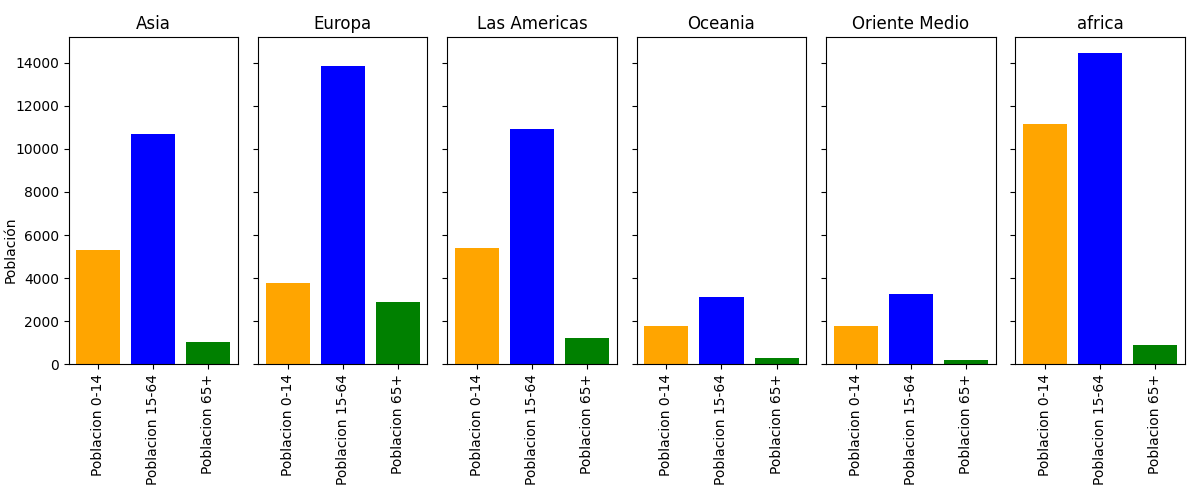 Asia
Europa
Las Americas
Oceania
Oriente Medio
africa
Población
14000
12000
10000
8000
6000
4000
2000
0
Poblacion 0-14
Poblacion 15-64
Poblacion 65+
Poblacion 0-14
Poblacion 15-64
Poblacion 65+
Poblacion 0-14
Poblacion 15-64
Poblacion 65+
Poblacion 0-14
Poblacion 15-64
Poblacion 65+
Poblacion 0-14
Poblacion 15-64
Poblacion 65+
Poblacion 0-14
Poblacion 15-64
Poblacion 65+